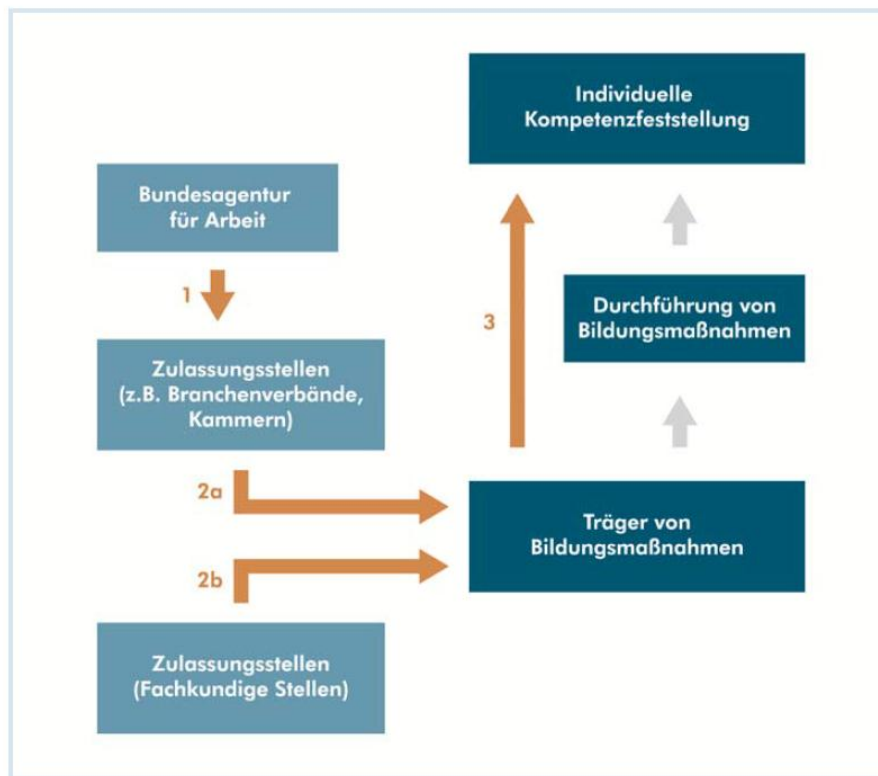 Individuelle
Kompetenzfeststellung
Bundesagentur
für Arbeit
1
3
Durchführung von
Bildungsmaßnahmen
Zulassungsstellen
(z.B. Branchenverbände,
Kammern)
2a
Träger von
Bildungsmaßnahmen
2b
Zulassungsstellen
(Fachkundige Stellen)